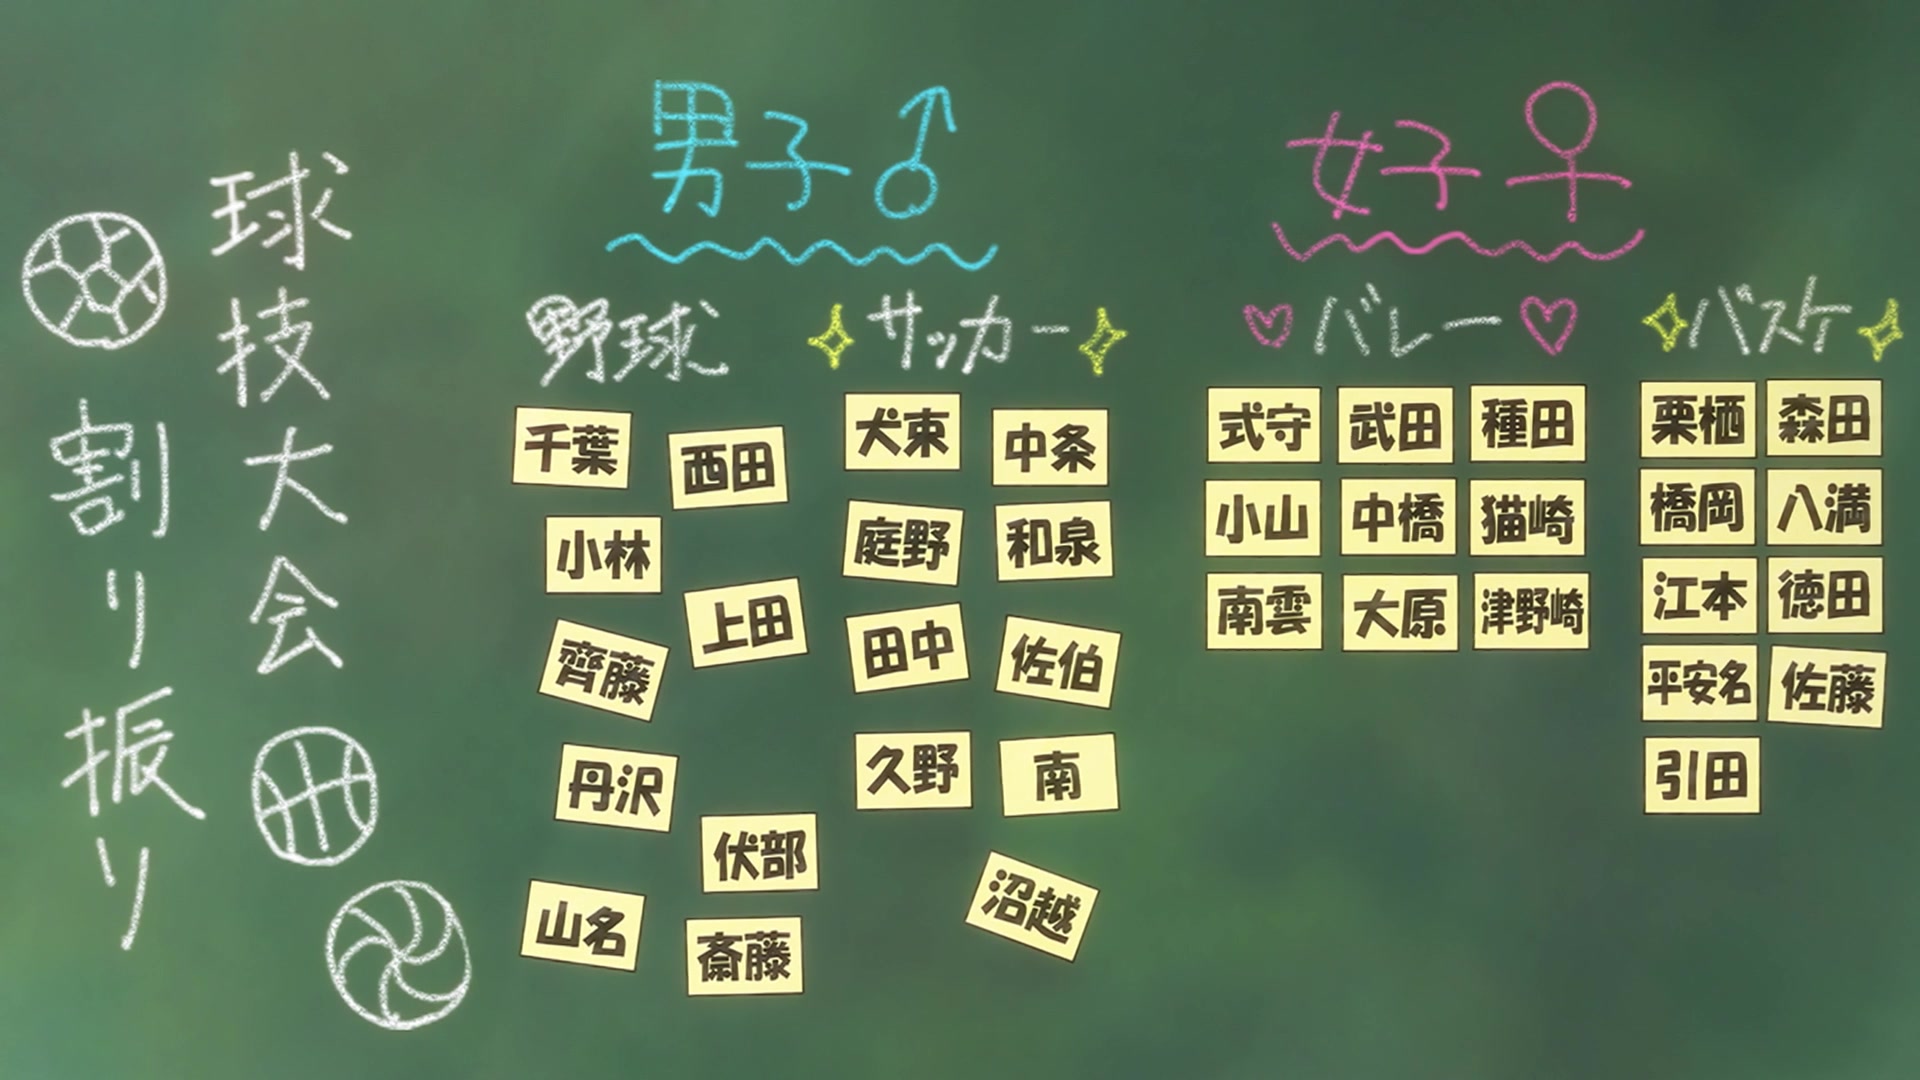 球技大会
割り振り
男子♂
野球
千葉
西田
小林
上田
齊藤
丹沢
伏部
山名
斎藤
サッカー
犬束
中条
庭野
和泉
田中
佐伯
久野
南
沼越
女子♀
バレー
式守 武田 種田
小山 中橋 猫崎
南雲 大原 津野崎
バスケ
栗栖 森田
橋岡 八満
江本 徳田
平安名 佐藤
引田